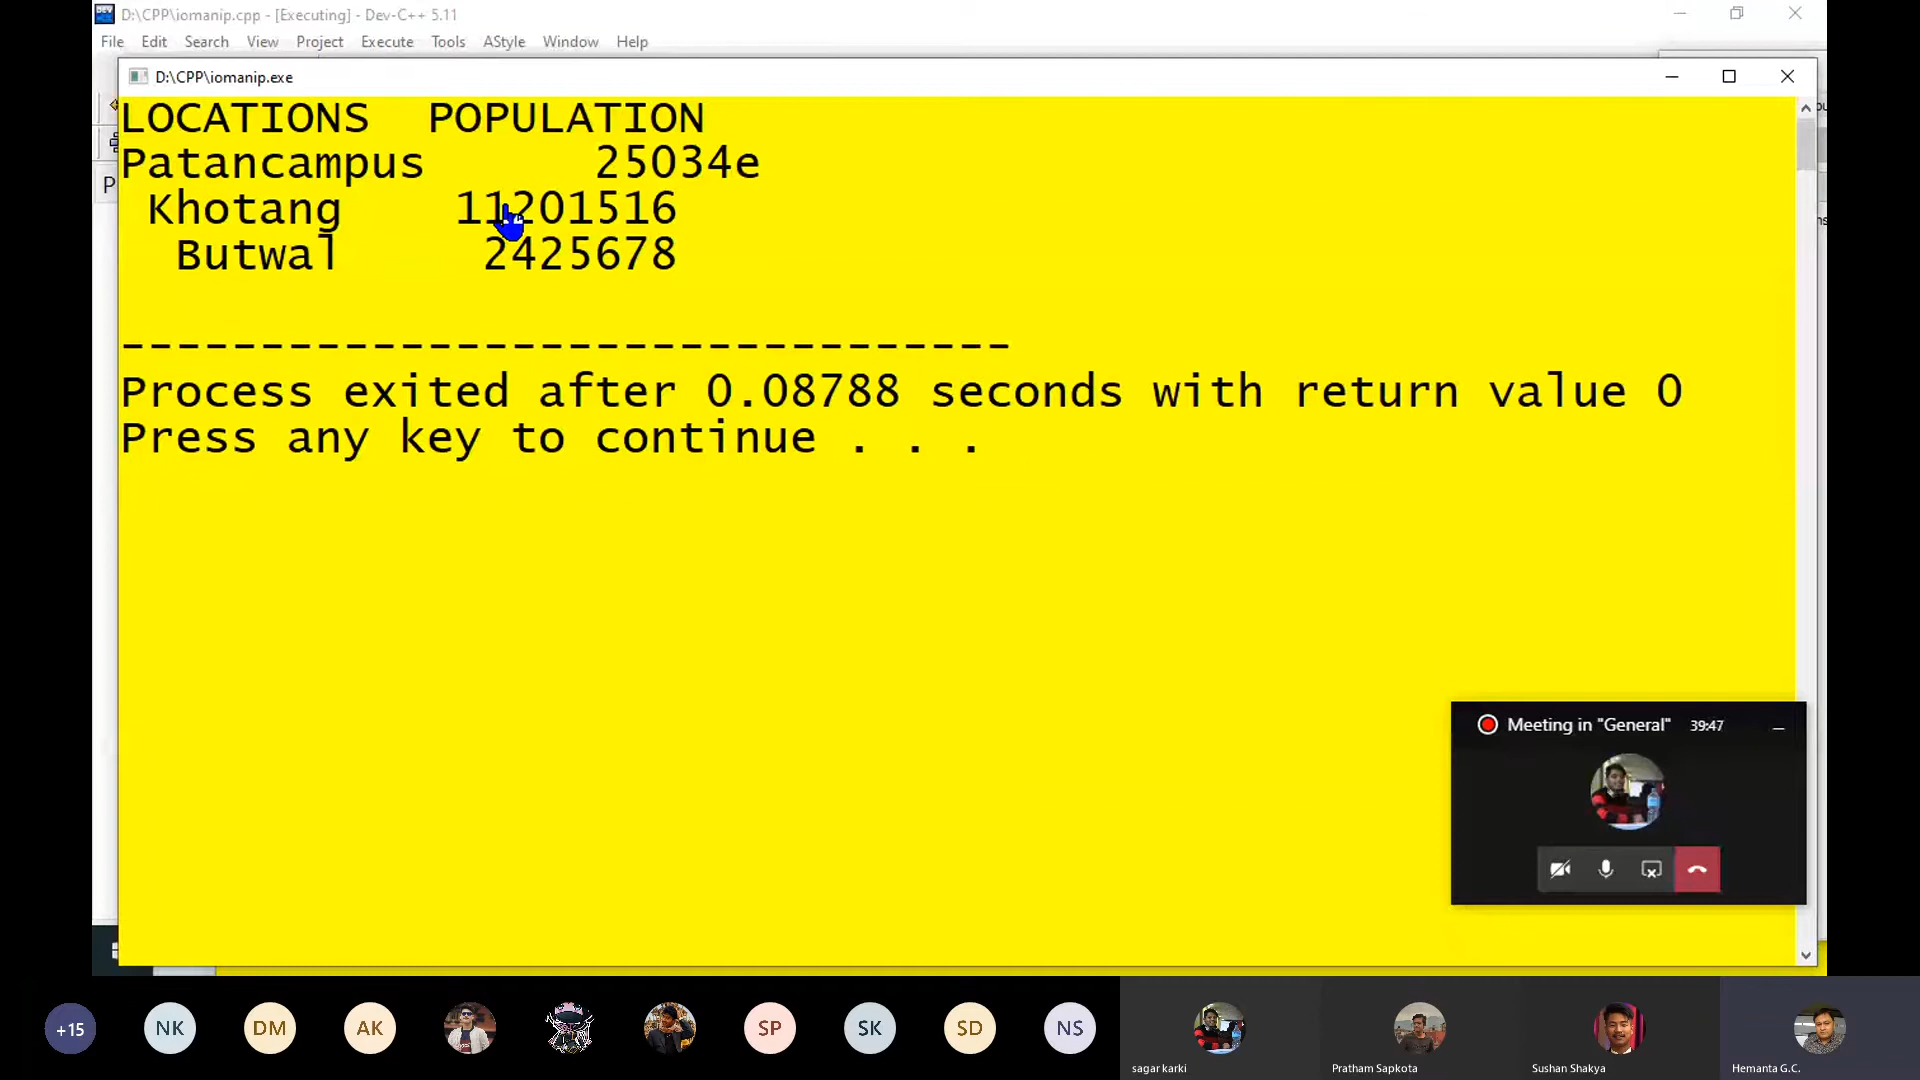 D:\CPP\iomanip.cpp - [Executing] - Dev-C++ 5.11
File Edit Search View Project Execute Tools AStyle Window Help
D:\CPP\iomanip.exe
LOCATIONS POPULATION
Patancampus 25034e
Khotang 11201516
Butwal 2425678
--------------------------------
Process exited after 0.08788 seconds with return value 0
Press any key to continue . . .
Meeting in "General" 39:47
+15 NK DM AK SP SK SD NS
sagar karki Pratham Sapkota Sushan Shakya Hemanta G.C.